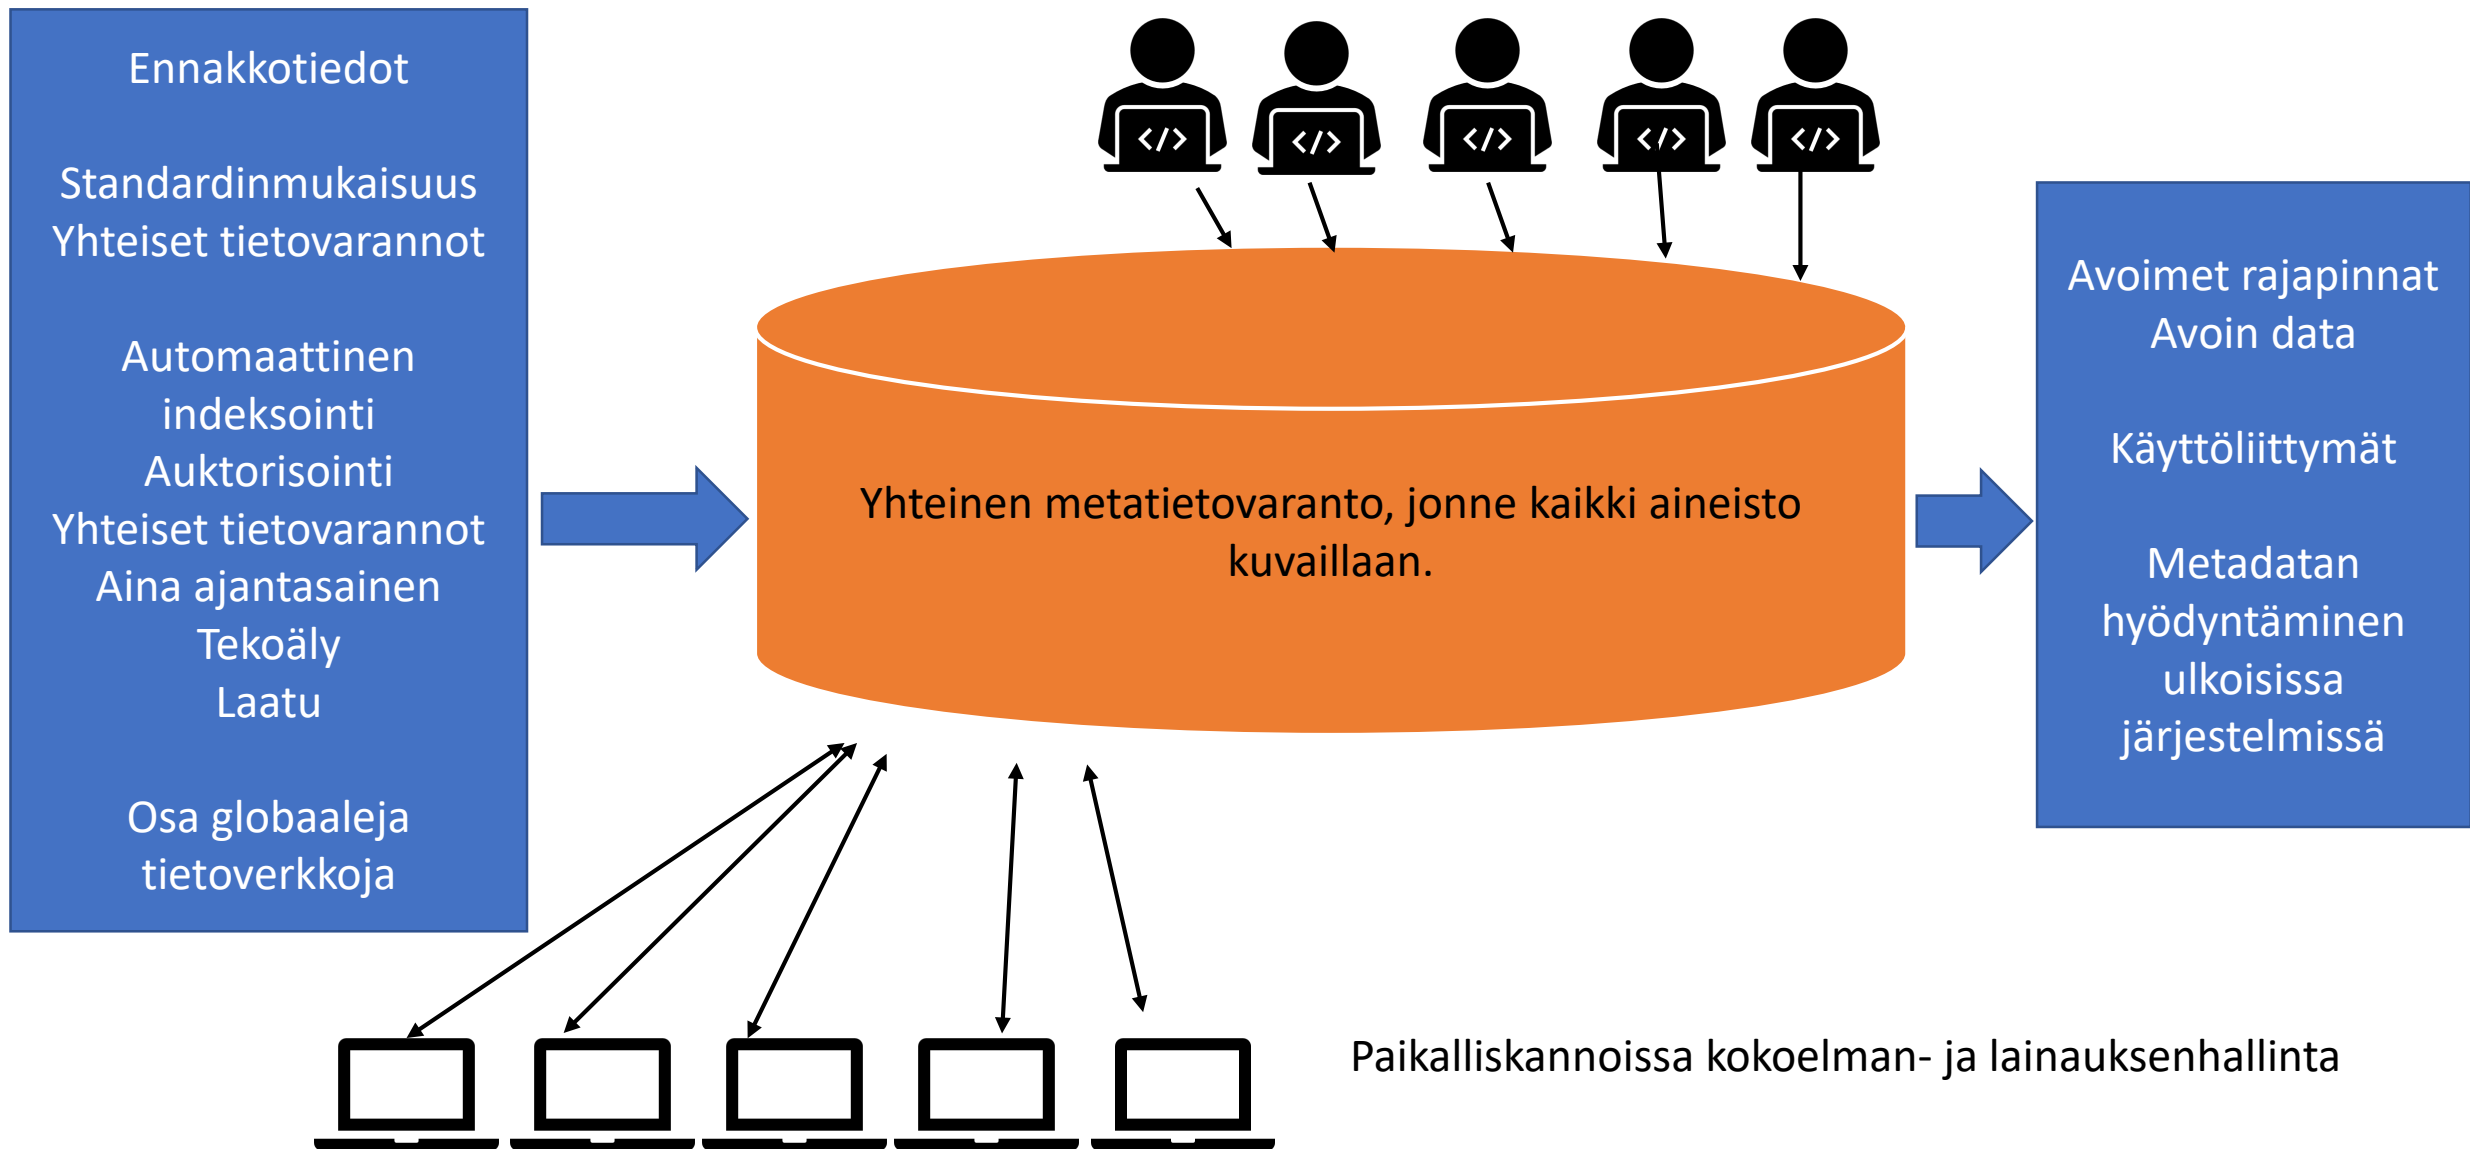 Ennakkotiedot
Standardinmukaisuus
Yhteiset tietovarannot
Automaattinen
indeksointi
Auktorisointi
Yhteiset tietovarannot
Aina ajantasainen
Tekoäly
Laatu
Osa globaaleja
tietoverkkoja
</>
</>
</>
</>
</>
Yhteinen metatietovaranto, jonne kaikki aineisto
kuvaillaan.
Avoimet rajapinnat
Avoin data
Käyttöliittymät
Metadatan
hyödyntäminen
ulkoisissa
järjestelmissä
Paikalliskannoissa kokoelman- ja lainauksenhallinta